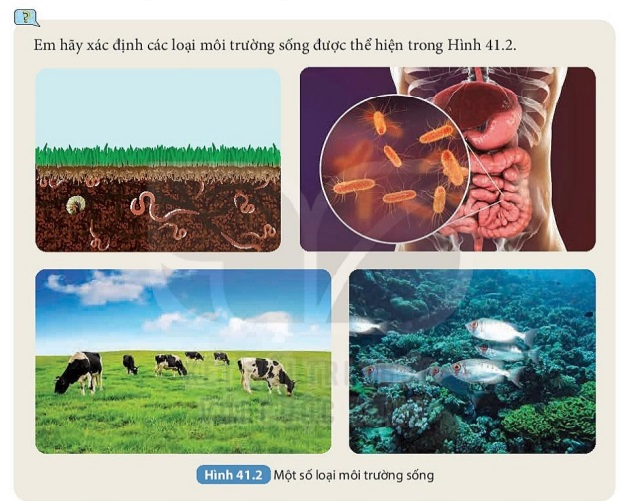 Em hãy xác định các loại môi trường sống được thể hiện trong Hình 41.2.
Hình 41.2 Một số loại môi trường sống